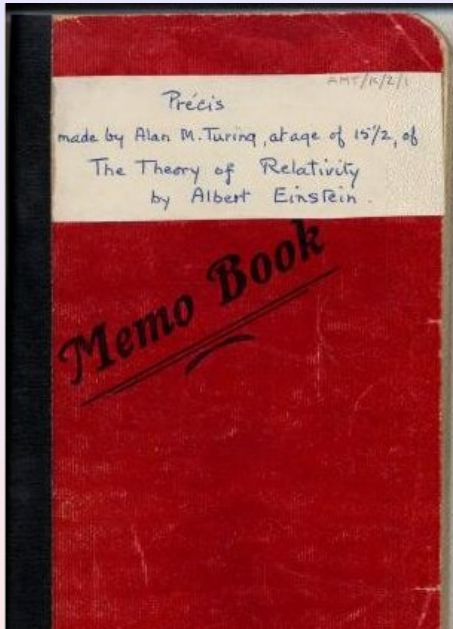 AMT/K/2/1
Précis
made by Alan M. Turing, at age of 15½, of
The Theory of Relativity
by Albert Einstein.
Memo Book